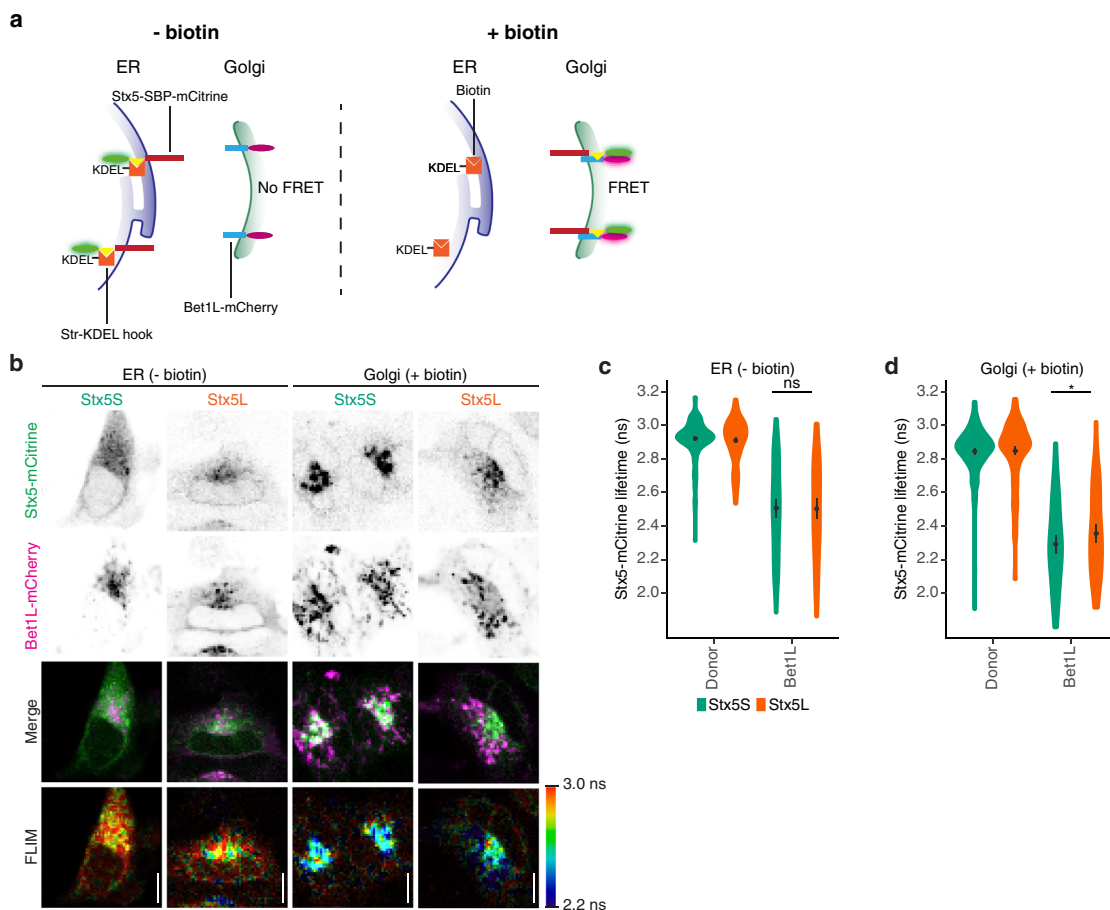 a
- biotin
+ biotin
ER
Golgi
ER
Golgi
Stx5-SBP-mCitrine
Biotin
KDEL
KDEL
No FRET
FRET
KDEL
KDEL
Bet1L-mCherry
Str-KDEL hook
b
ER (- biotin)
Golgi (+ biotin)
Stx5S
Stx5L
Stx5S
Stx5L
Stx5-mCitrine
Bet1L-mCherry
Merge
FLIM
3.0 ns
2.2 ns
c
ER (- biotin)
ns
3.2
3.0
2.8
2.6
2.4
2.2
2.0
Stx5-mCitrine lifetime (ns)
Donor
Bet1L
Stx5S
Stx5L
d
Golgi (+ biotin)
*
3.2
3.0
2.8
2.6
2.4
2.2
2.0
Stx5-mCitrine lifetime (ns)
Donor
Bet1L